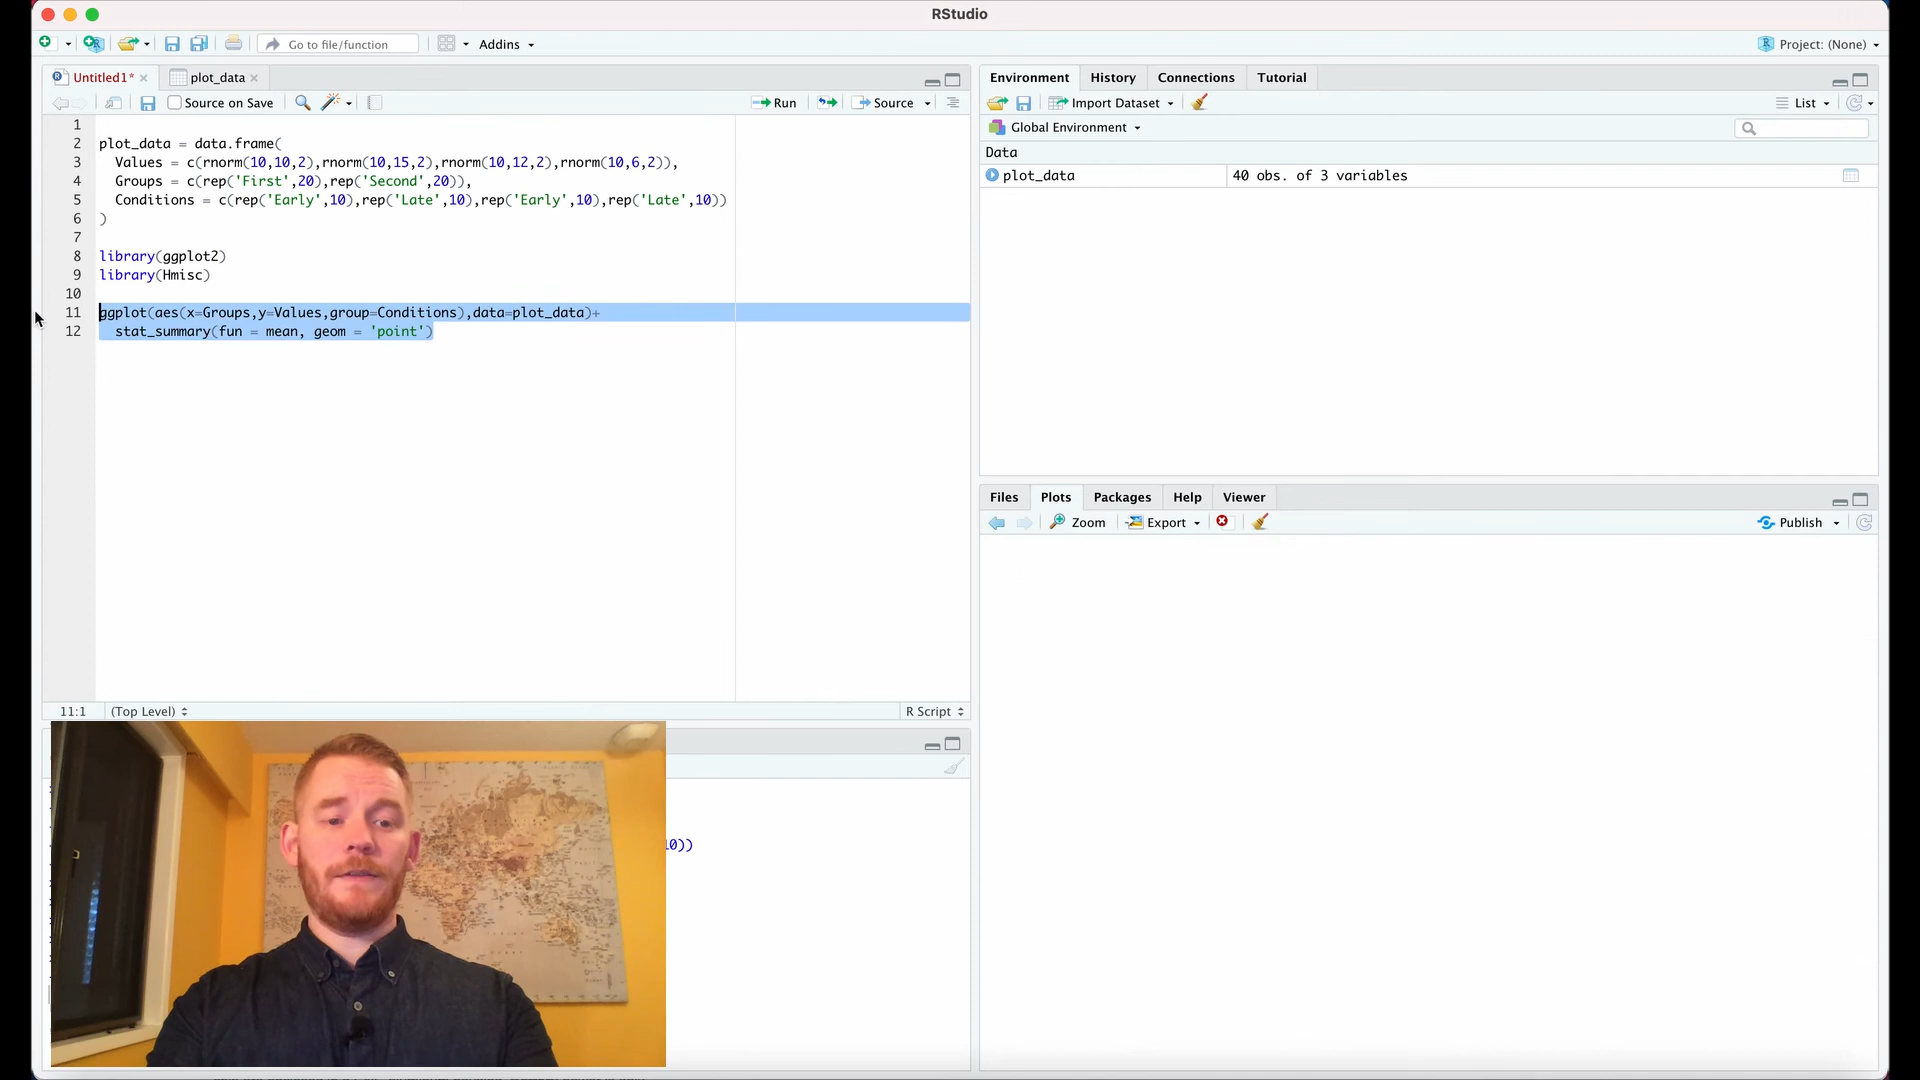 RStudio
Go to file/function
Addins
Project: (None)
Untitled1*
plot_data
Source on Save
Run
Source
1
2 plot_data = data.frame(
3 Values = c(rnorm(10,10,2),rnorm(10,15,2),rnorm(10,12,2),rnorm(10,6,2)),
4 Groups = c(rep('First',20),rep('Second',20)),
5 Conditions = c(rep('Early',10),rep('Late',10),rep('Early',10),rep('Late',10))
6 )
7
8 library(ggplot2)
9 library(Hmisc)
10
11 ggplot(aes(x=Groups,y=Values,group=Conditions),data=plot_data)+
12 stat_summary(fun = mean, geom = 'point')
11:1 (Top Level) R Script
10))
Environment History Connections Tutorial
Import Dataset List
Global Environment
Data
plot_data 40 obs. of 3 variables
Files Plots Packages Help Viewer
Zoom Export Publish